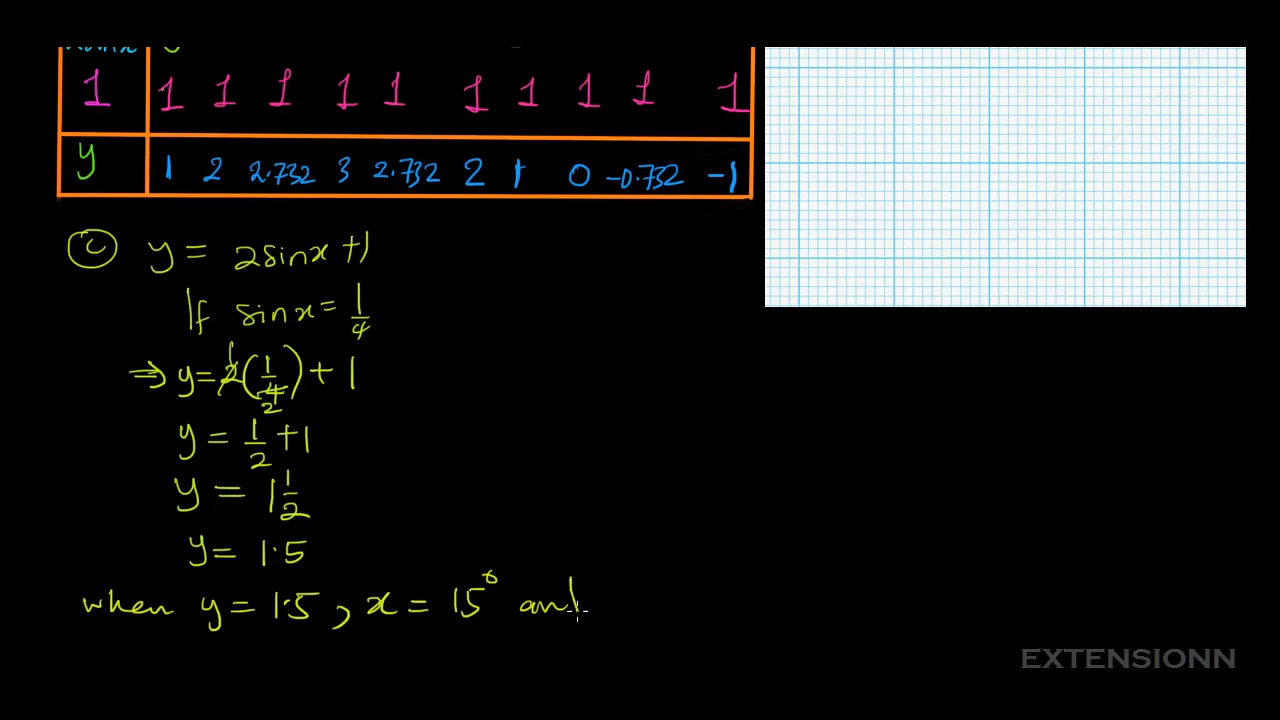 1 1 1 1 1 1 1 1 1 1 1
y 1 2 2.732 3 2.732 2 1 0 -0.732 -1
(c) y = 2sinx +1
If sinx = 1/4
⇒ y = 2(1/4) + 1
1 2
y = 1/2 + 1
y = 1 1/2
y = 1.5
when y = 1.5, x = 15° and
EXTENSIONN